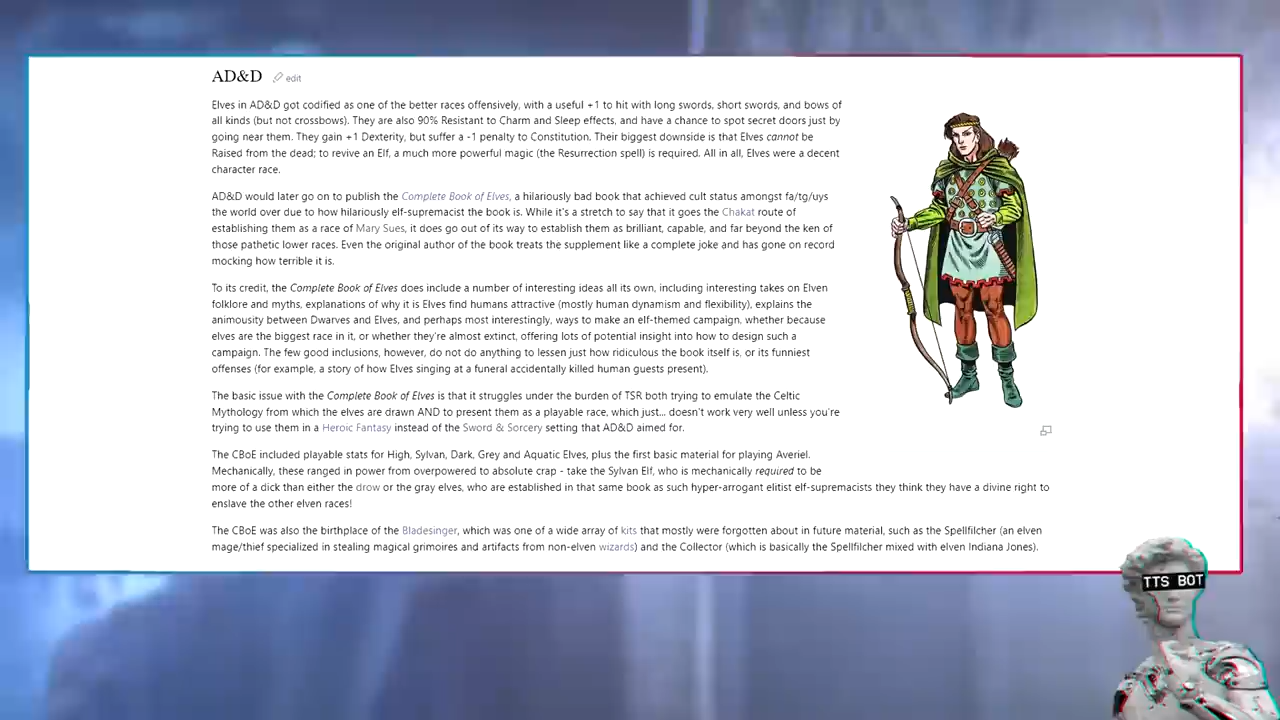 AD&D edit
Elves in AD&D got codified as one of the better races offensively, with a useful +1 to hit with long swords, short swords, and bows of
all kinds (but not crossbows). They are also 90% Resistant to Charm and Sleep effects, and have a chance to spot secret doors just by
going near them. They gain +1 Dexterity, but suffer a -1 penalty to Constitution. Their biggest downside is that Elves cannot be
Raised from the dead; to revive an Elf, a much more powerful magic (the Resurrection spell) is required. All in all, Elves were a decent
character race.
AD&D would later go on to publish the Complete Book of Elves, a hilariously bad book that achieved cult status amongst fa/tg/uys
the world over due to how hilariously elf-supremacist the book is. While it's a stretch to say that it goes the Chakat route of
establishing them as a race of Mary Sues, it does go out of its way to establish them as brilliant, capable, and far beyond the ken of
those pathetic lower races. Even the original author of the book treats the supplement like a complete joke and has gone on record
mocking how terrible it is.
To its credit, the Complete Book of Elves does include a number of interesting ideas all its own, including interesting takes on Elven
folklore and myths, explanations of why it is Elves find humans attractive (mostly human dynamism and flexibility), explains the
animousity between Dwarves and Elves, and perhaps most interestingly, ways to make an elf-themed campaign, whether because
elves are the biggest race in it, or whether they're almost extinct, offering lots of potential insight into how to design such a
campaign. The few good inclusions, however, do not do anything to lessen just how ridiculous the book itself is, or its funniest
offenses (for example, a story of how Elves singing at a funeral accidentally killed human guests present).
The basic issue with the Complete Book of Elves is that it struggles under the burden of TSR both trying to emulate the Celtic
Mythology from which the elves are drawn AND to present them as a playable race, which just... doesn't work very well unless you're
trying to use them in a Heroic Fantasy instead of the Sword & Sorcery setting that AD&D aimed for.
The CBoE included playable stats for High, Sylvan, Dark, Grey and Aquatic Elves, plus the first basic material for playing Averiel.
Mechanically, these ranged in power from overpowered to absolute crap - take the Sylvan Elf, who is mechanically required to be
more of a dick than either the drow or the gray elves, who are established in that same book as such hyper-arrogant elitist elf-supremacists they think they have a divine right to
enslave the other elven races!
The CBoE was also the birthplace of the Bladesinger, which was one of a wide array of kits that mostly were forgotten about in future material, such as the Spellfilcher (an elven
mage/thief specialized in stealing magical grimoires and artifacts from non-elven wizards) and the Collector (which is basically the Spellfilcher mixed with elven Indiana Jones).
TTS BOT